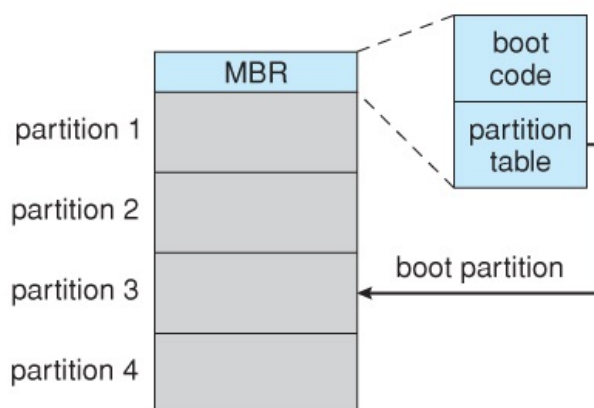 MBR
boot
code
partition
table
partition 1
partition 2
boot partition
partition 3
partition 4